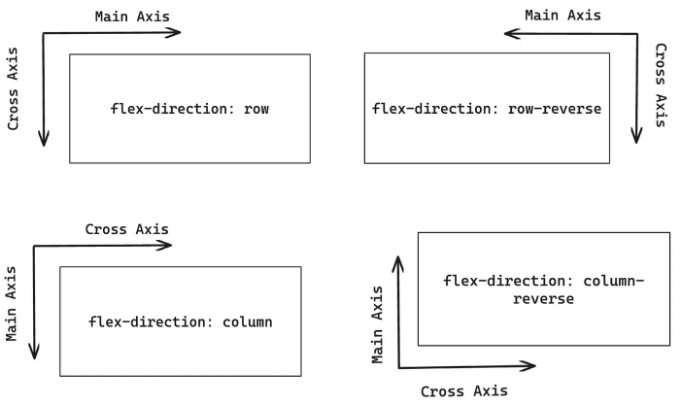 Main Axis
Cross Axis
flex-direction: row
Main Axis
Cross Axis
flex-direction: row-reverse
Cross Axis
Main Axis
flex-direction: column
Main Axis
flex-direction: column-
reverse
Cross Axis